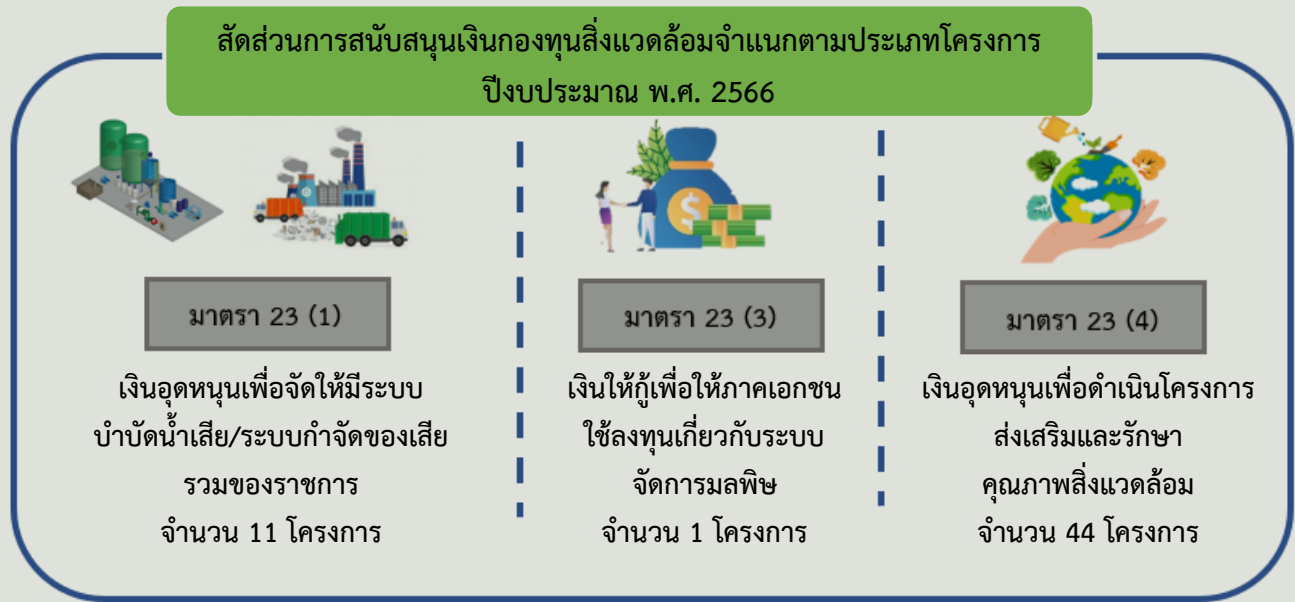 สัดส่วนการสนับสนุนเงินกองทุนสิ่งแวดล้อมจำแนกตามประเภทโครงการ
ปีงบประมาณ พ.ศ. 2566
มาตรา 23 (1)
เงินอุดหนุนเพื่อจัดให้มีระบบ
บำบัดน้ำเสีย/ระบบกำจัดของเสีย
รวมของราชการ
จำนวน 11 โครงการ
มาตรา 23 (3)
เงินให้กู้เพื่อให้ภาคเอกชน
ใช้ลงทุนเกี่ยวกับระบบ
จัดการมลพิษ
จำนวน 1 โครงการ
มาตรา 23 (4)
เงินอุดหนุนเพื่อดำเนินโครงการ
ส่งเสริมและรักษา
คุณภาพสิ่งแวดล้อม
จำนวน 44 โครงการ